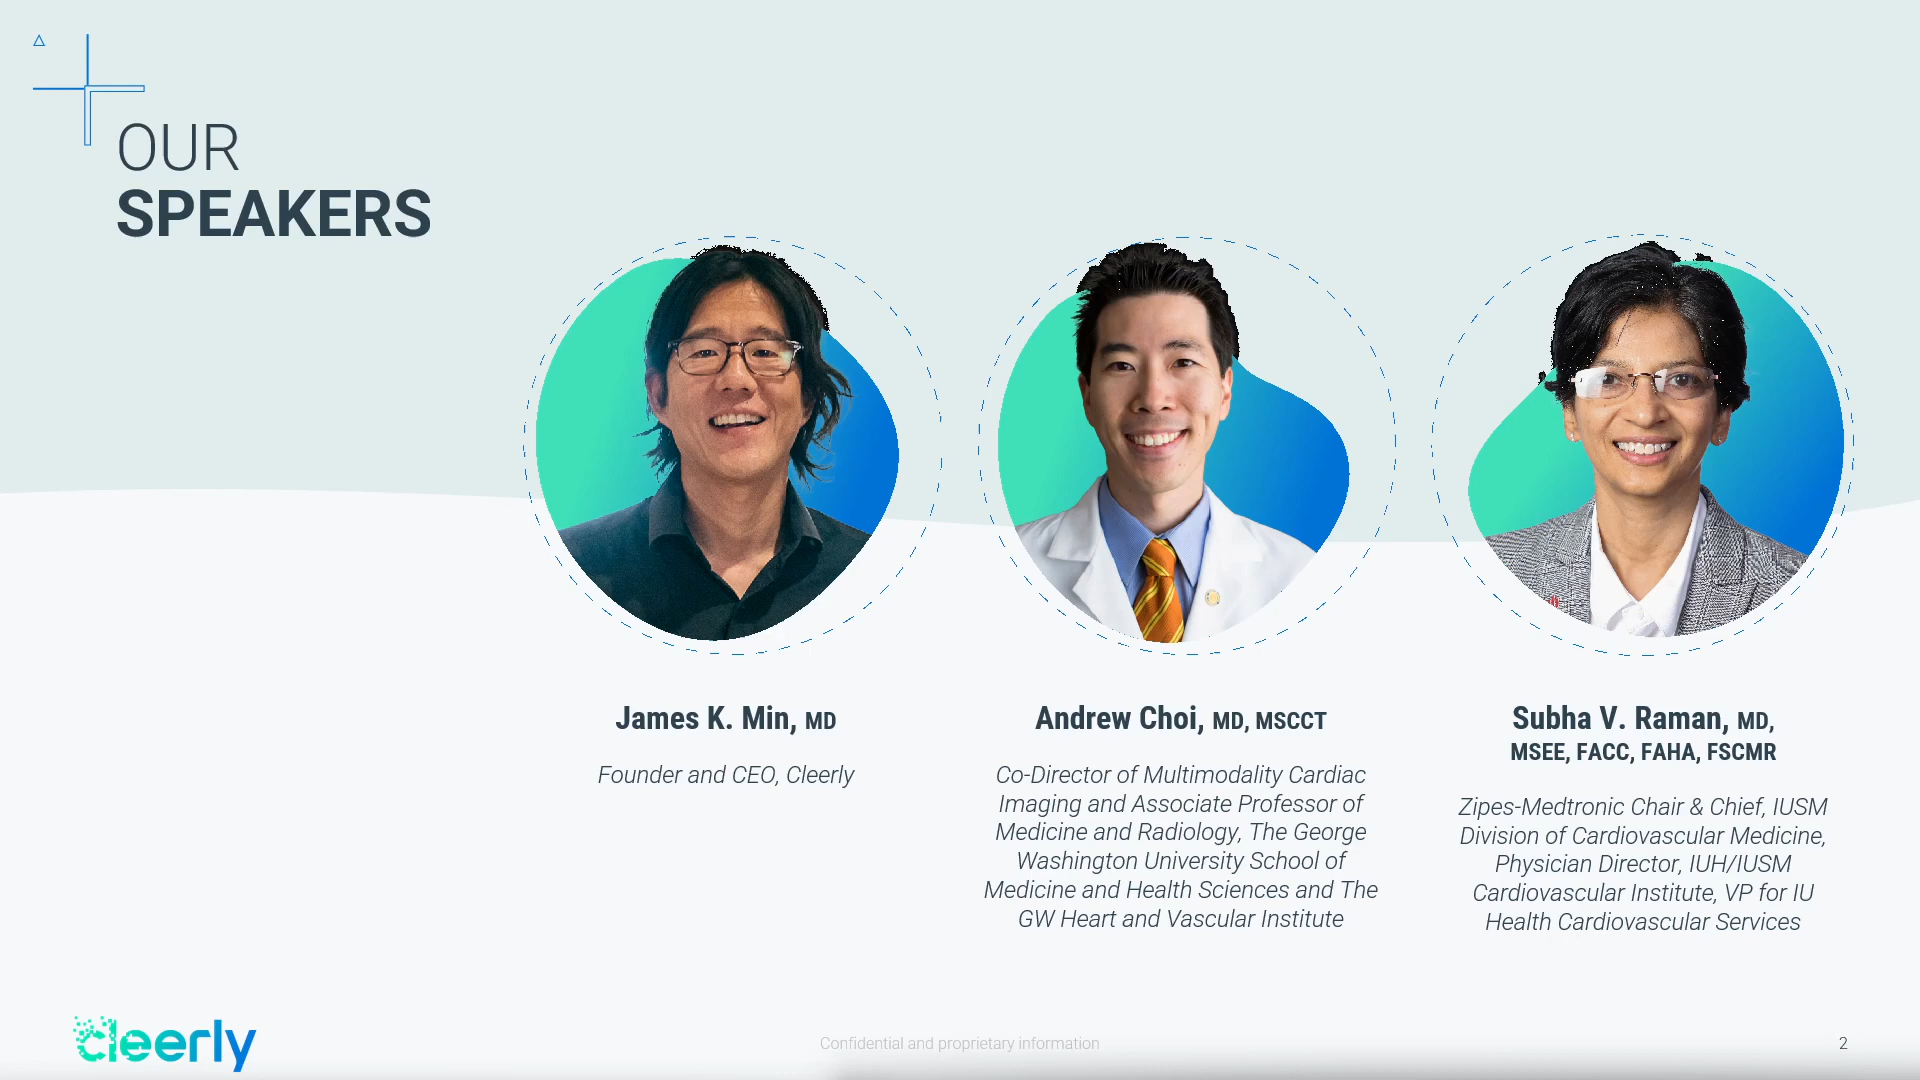 OUR
SPEAKERS
James K. Min, MD
Founder and CEO, Cleerly
Andrew Choi, MD, MSCCT
Co-Director of Multimodality Cardiac
Imaging and Associate Professor of
Medicine and Radiology, The George
Washington University School of
Medicine and Health Sciences and The
GW Heart and Vascular Institute
Subha V. Raman, MD,
MSEE, FACC, FAHA, FSCMR
Zipes-Medtronic Chair & Chief, IUSM
Division of Cardiovascular Medicine,
Physician Director, IUH/IUSM
Cardiovascular Institute, VP for IU
Health Cardiovascular Services
cleerly
Confidential and proprietary information
2